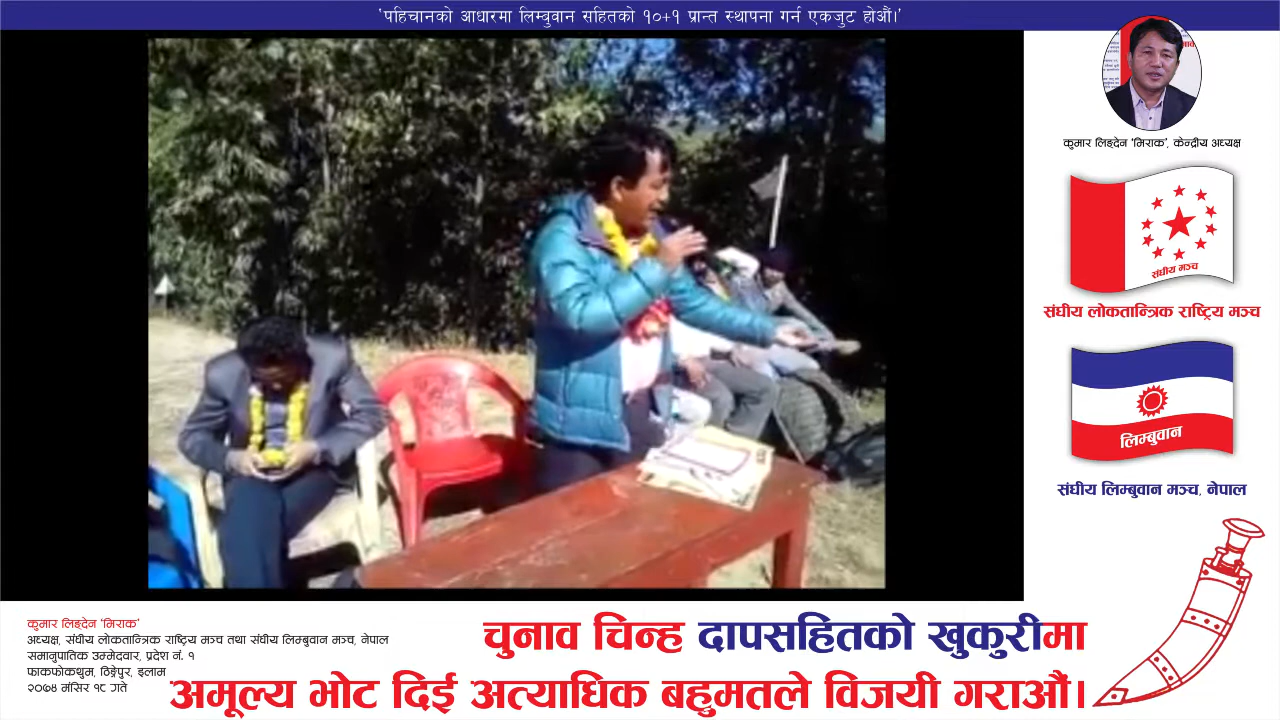 'पहिचानको आधारमा लिम्बुवान सहितको १०+१ प्रान्त स्थापना गर्न एकजुट होऔं।'
कुमार लिङ्देन 'मिराक', केन्द्रीय अध्यक्ष
संघीय मञ्च
संघीय लोकतान्त्रिक राष्ट्रिय मञ्च
लिम्बुवान
संघीय लिम्बुवान मञ्च, नेपाल
कुमार लिङ्देन 'मिराक'
अध्यक्ष, संघीय लोकतान्त्रिक राष्ट्रिय मञ्च तथा संघीय लिम्बुवान मञ्च, नेपाल
समानुपातिक उम्मेदवार, प्रदेश नं. १
फाकफोकथुम, ठिङ्गेपुर, इलाम
२०७४ मंसिर १८ गते
चुनाव चिन्ह दापसहितको खुकुरीमा
अमूल्य भोट दिई अत्याधिक बहुमतले विजयी गराऔं।